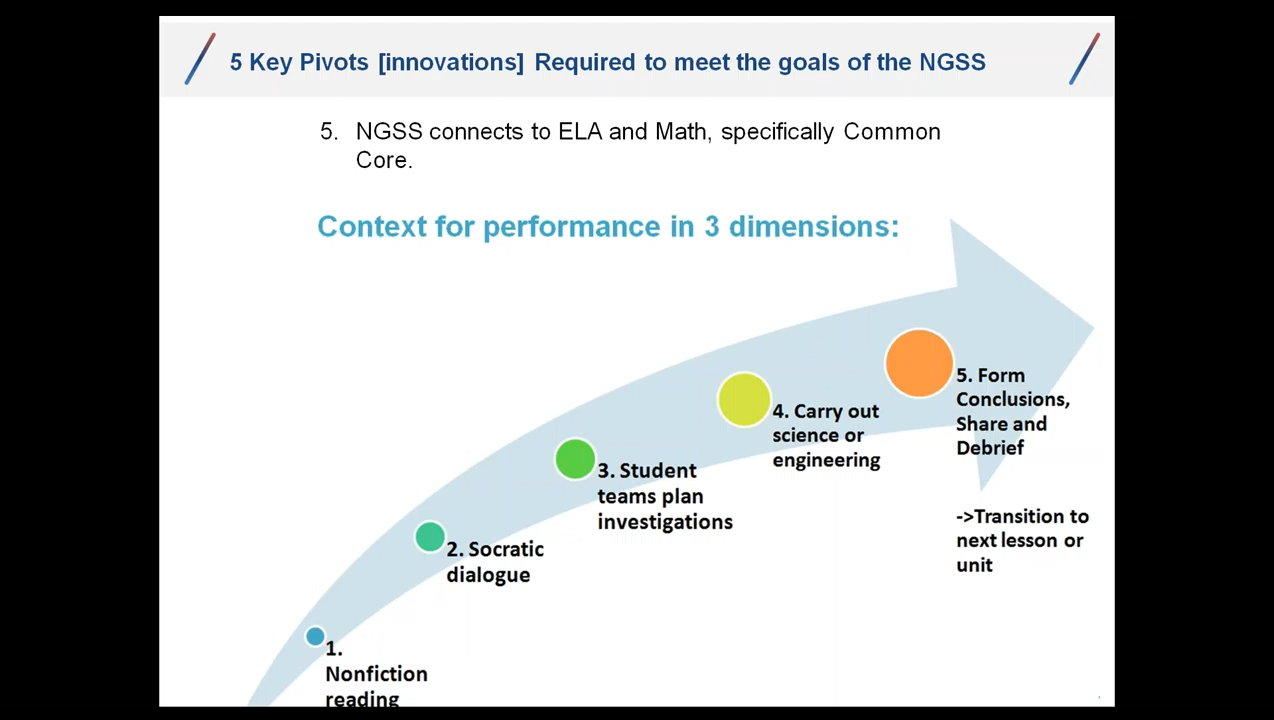 5 Key Pivots [innovations] Required to meet the goals of the NGSS
5. NGSS connects to ELA and Math, specifically Common
Core.
Context for performance in 3 dimensions:
5. Form
Conclusions,
Share and
Debrief
->Transition to
next lesson or
unit
4. Carry out
science or
engineering
3. Student
teams plan
investigations
2. Socratic
dialogue
1.
Nonfiction
reading